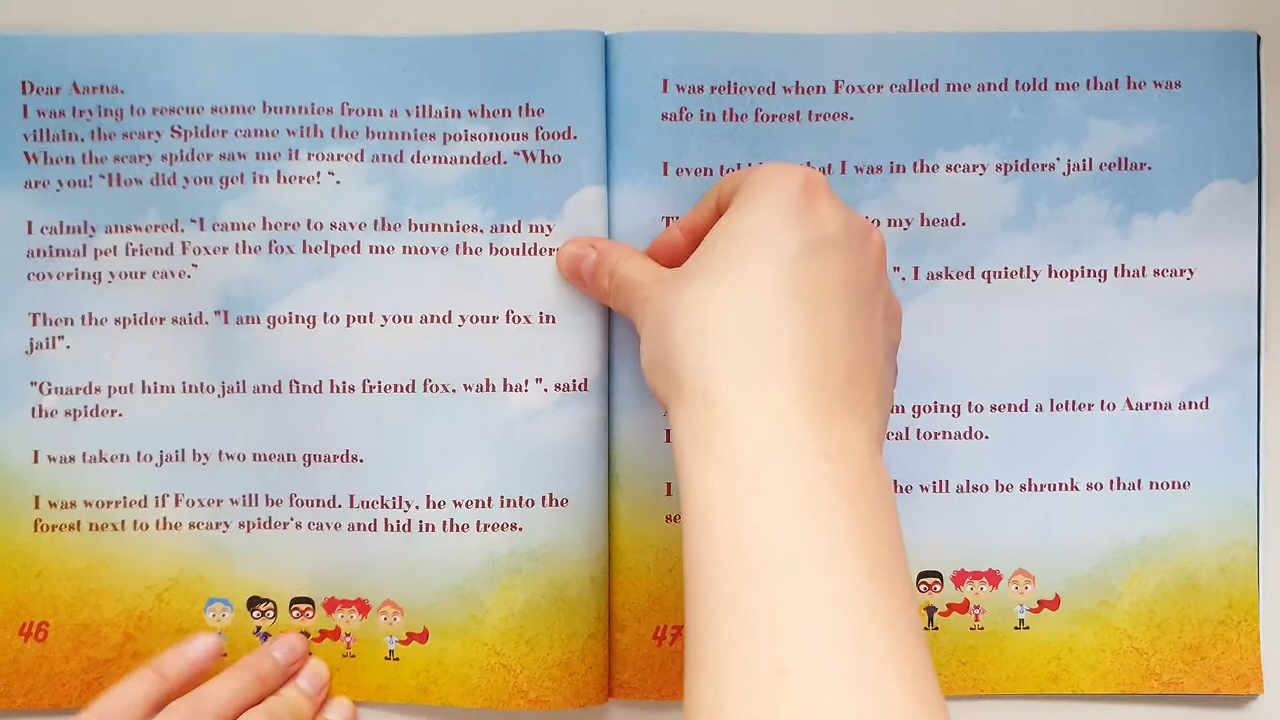 Dear Aarna,
I was trying to rescue some bunnies from a villain when the
villain, the scary Spider came with the bunnies poisonous food.
When the scary spider saw me it roared and demanded. "Who
are you! "How did you get in here! ".
I calmly answered, "I came here to save the bunnies, and my
animal pet friend Foxer the fox helped me move the boulders
covering your cave."
Then the spider said, "I am going to put you and your fox in
jail".
"Guards put him into jail and find his friend fox, wah ha! ", said
the spider.
I was taken to jail by two mean guards.
I was worried if Foxer will be found. Luckily, he went into the
forest next to the scary spider's cave and hid in the trees.
46
I was relieved when Foxer called me and told me that he was
safe in the forest trees.
I even that I was in the scary spiders' jail cellar.
my head.
", I asked quietly hoping that scary
going to send a letter to Aarna and
I tornado.
I he will also be shrunk so that none
47